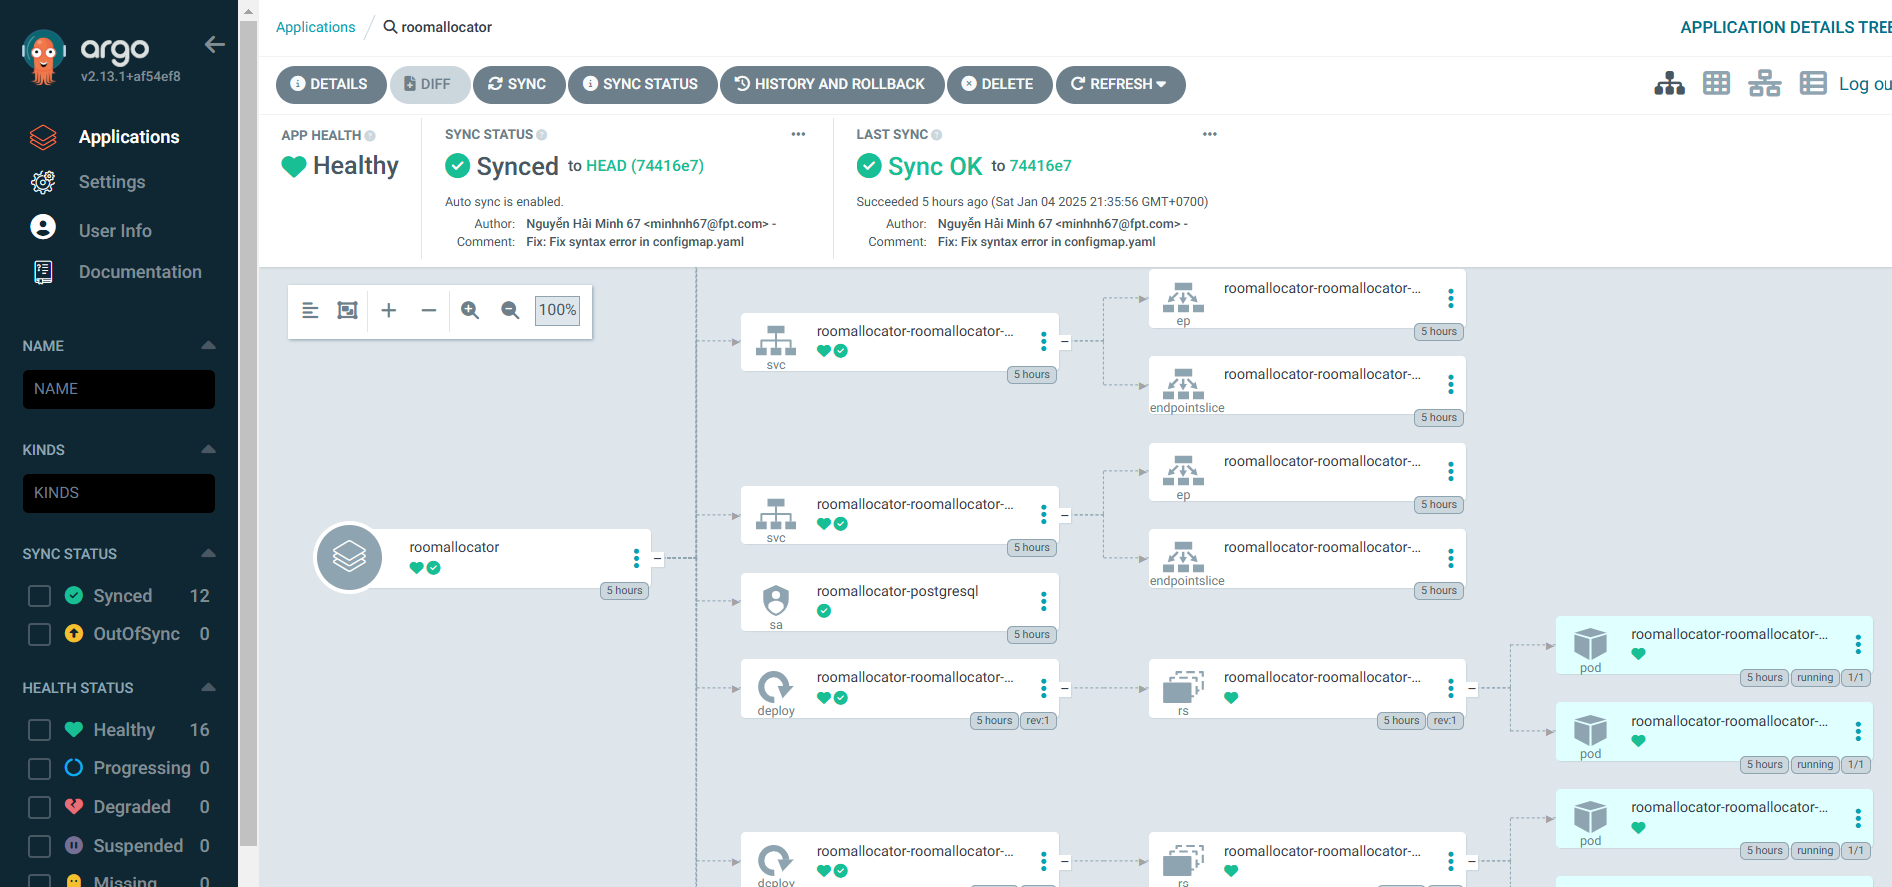 argo
v2.13.1+af54ef8
Applications
Settings
User Info
Documentation
NAME
NAME
KINDS
KINDS
SYNC STATUS
Synced 12
OutOfSync 0
HEALTH STATUS
Healthy 16
Progressing 0
Degraded 0
Suspended 0
Missing 0
Applications / roomallocator
APPLICATION DETAILS TREE
DETAILS DIFF SYNC SYNC STATUS HISTORY AND ROLLBACK DELETE REFRESH
Log ou
APP HEALTH
Healthy
SYNC STATUS
Synced to HEAD (74416e7)
Auto sync is enabled.
Author: Nguyễn Hải Minh 67 <minhnh67@fpt.com> -
Comment: Fix: Fix syntax error in configmap.yaml
LAST SYNC
Sync OK to 74416e7
Succeeded 5 hours ago (Sat Jan 04 2025 21:35:56 GMT+0700)
Author: Nguyễn Hải Minh 67 <minhnh67@fpt.com> -
Comment: Fix: Fix syntax error in configmap.yaml
100%
roomallocator
5 hours
roomallocator-roomallocator-...
svc
5 hours
roomallocator-roomallocator-...
ep
5 hours
roomallocator-roomallocator-...
endpointslice
5 hours
roomallocator-roomallocator-...
svc
5 hours
roomallocator-roomallocator-...
ep
5 hours
roomallocator-roomallocator-...
endpointslice
5 hours
roomallocator-postgresql
sa
5 hours
roomallocator-roomallocator-...
deploy
5 hours rev:1
roomallocator-roomallocator-...
rs
5 hours rev:1
roomallocator-roomallocator-...
pod
5 hours running 1/1
roomallocator-roomallocator-...
pod
5 hours running 1/1
roomallocator-roomallocator-...
deploy
roomallocator-roomallocator-...
rs
roomallocator-roomallocator-...
pod
5 hours running 1/1